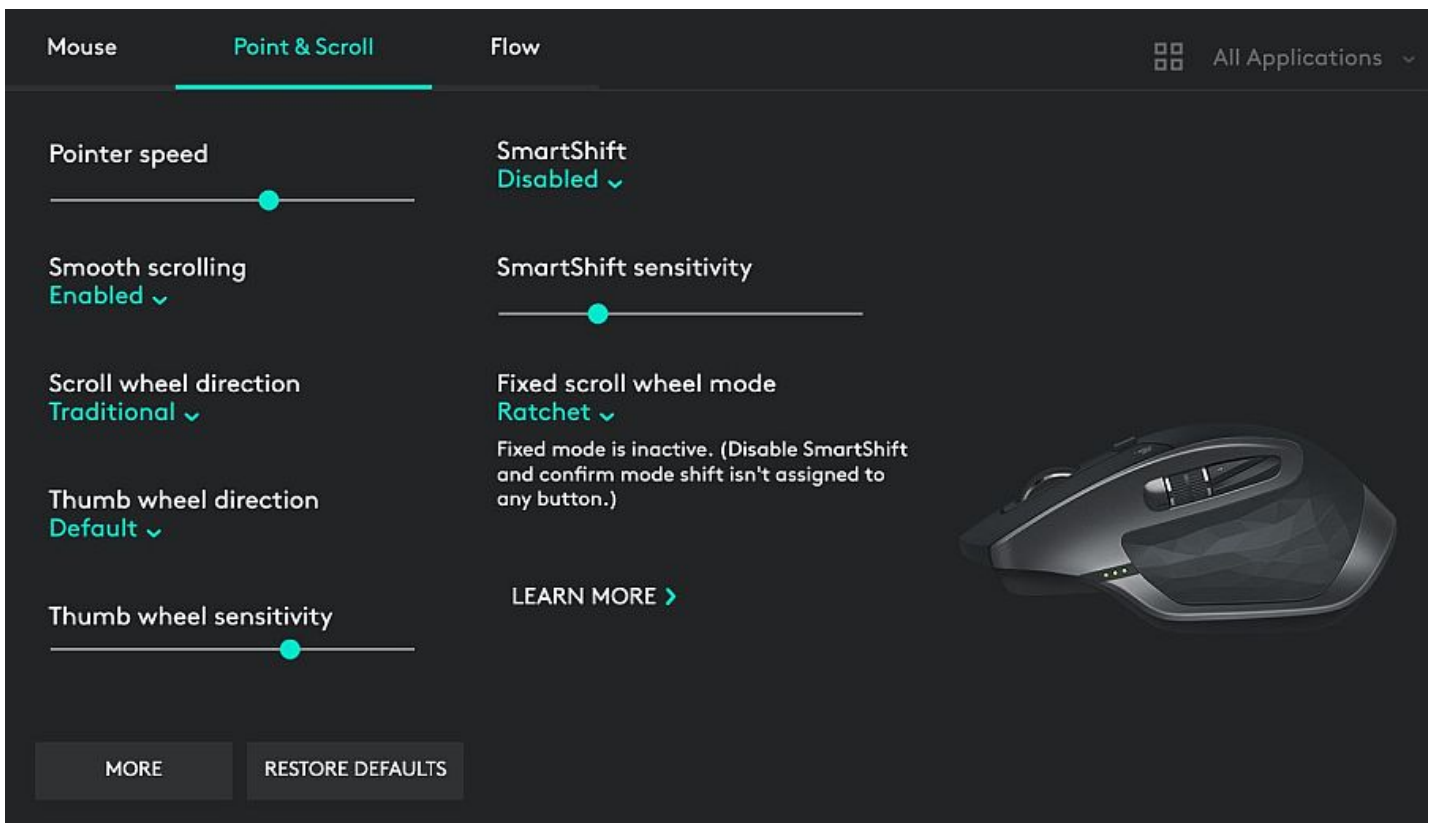 Mouse
Point & Scroll
Flow
All Applications
Pointer speed
Smooth scrolling
Enabled
Scroll wheel direction
Traditional
Thumb wheel direction
Default
Thumb wheel sensitivity
SmartShift
Disabled
SmartShift sensitivity
Fixed scroll wheel mode
Ratchet
Fixed mode is inactive. (Disable SmartShift
and confirm mode shift isn't assigned to
any button.)
LEARN MORE
MORE
RESTORE DEFAULTS